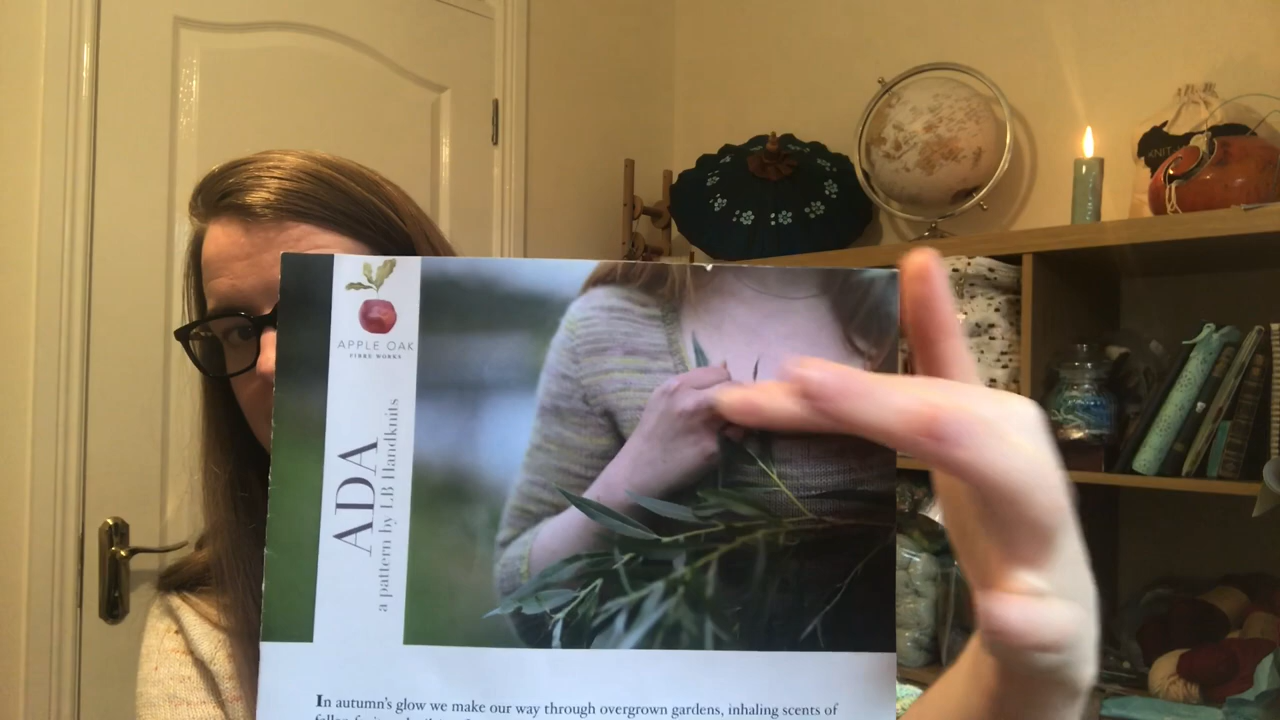 APPLE OAK
FIBRE WORKS
ADA
a pattern by LB Handknits
KNIT
In autumn's glow we make our way through overgrown gardens, inhaling scents of